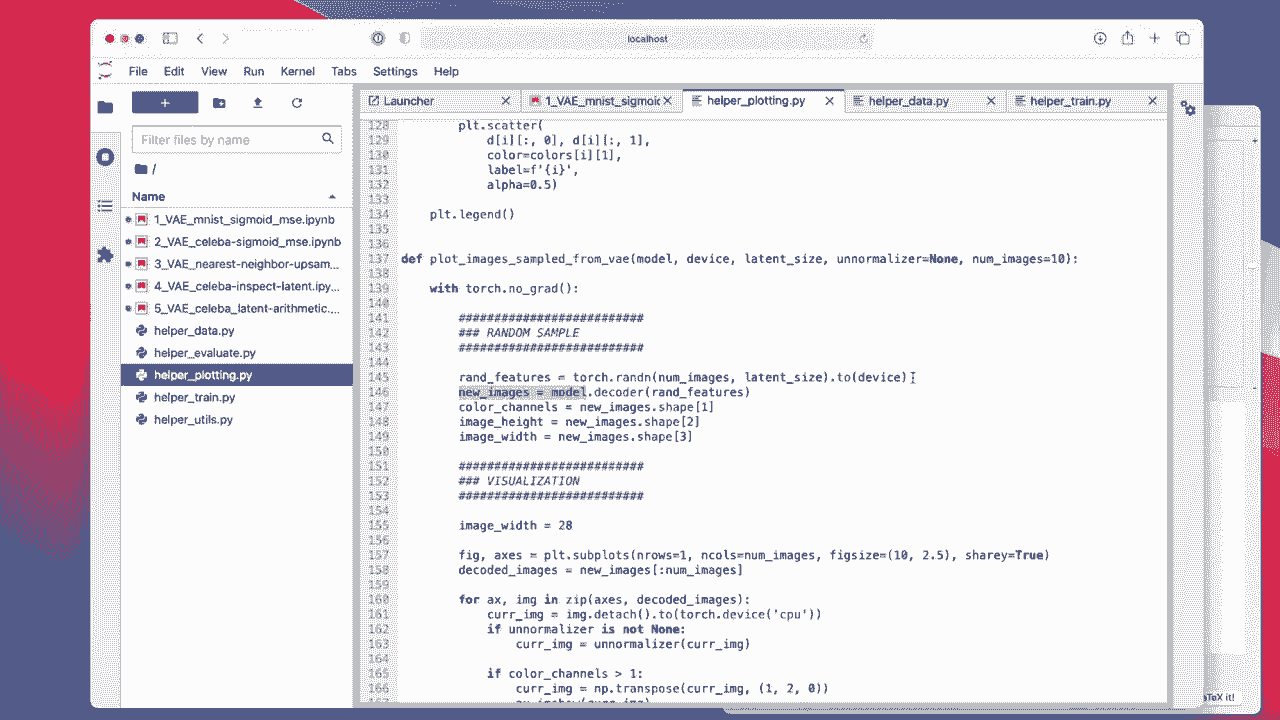 localhost
File Edit View Run Kernel Tabs Settings Help
Launcher 1_VAE_mnist_sigmoic helper_plotting.py helper_data.py helper_train.py
Filter files by name
/
Name
1_VAE_mnist_sigmoid_mse.ipynb
2_VAE_celeba-sigmoid_mse.ipynb
3_VAE_nearest-neighbor-upsam...
4_VAE_celeba-inspect-latent.ipy...
5_VAE_celeba_latent-arithmetic....
helper_data.py
helper_evaluate.py
helper_plotting.py
helper_train.py
helper_utils.py
128 plt.scatter(
129 d[i][:, 0], d[i][:, 1],
130 color=colors[i][1],
131 label=f'{i}',
132 alpha=0.5)
133
134 plt.legend()
135
136
137 def plot_images_sampled_from_vae(model, device, latent_size, unnormalizer=None, num_images=10):
138
139 with torch.no_grad():
140
141 ##########################
142 ### RANDOM SAMPLE
143 ##########################
144
145 rand_features = torch.randn(num_images, latent_size).to(device)
146 new_images = model.decoder(rand_features)
147 color_channels = new_images.shape[1]
148 image_height = new_images.shape[2]
149 image_width = new_images.shape[3]
150
151 ##########################
152 ### VISUALIZATION
153 ##########################
154
155 image_width = 28
156
157 fig, axes = plt.subplots(nrows=1, ncols=num_images, figsize=(10, 2.5), sharey=True)
158 decoded_images = new_images[:num_images]
159
160 for ax, img in zip(axes, decoded_images):
161 curr_img = img.detach().to(torch.device('cpu'))
162 if unnormalizer is not None:
163 curr_img = unnormalizer(curr_img)
164
165 if color_channels > 1:
166 curr_img = np.transpose(curr_img, (1, 2, 0))
TeX it!